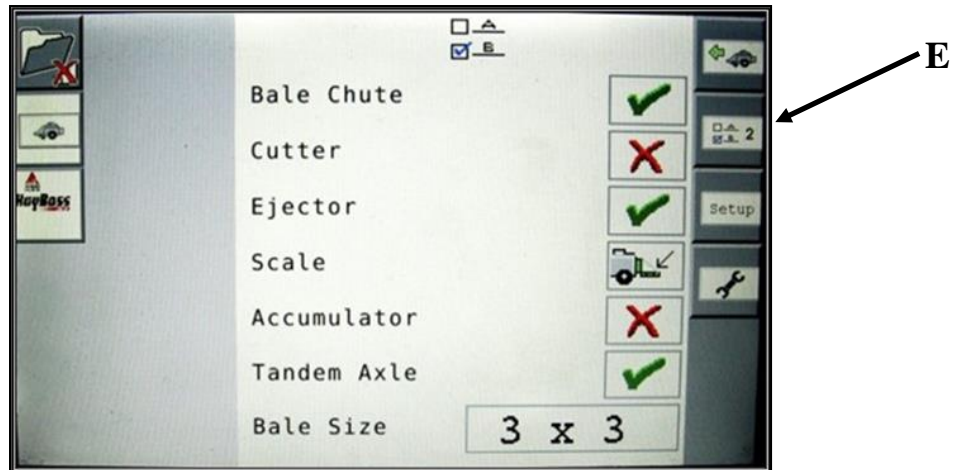 A
B
Bale Chute
Cutter
Ejector
Scale
Accumulator
Tandem Axle
Bale Size 3 x 3
HayBoss
A
B 2
Setup
E